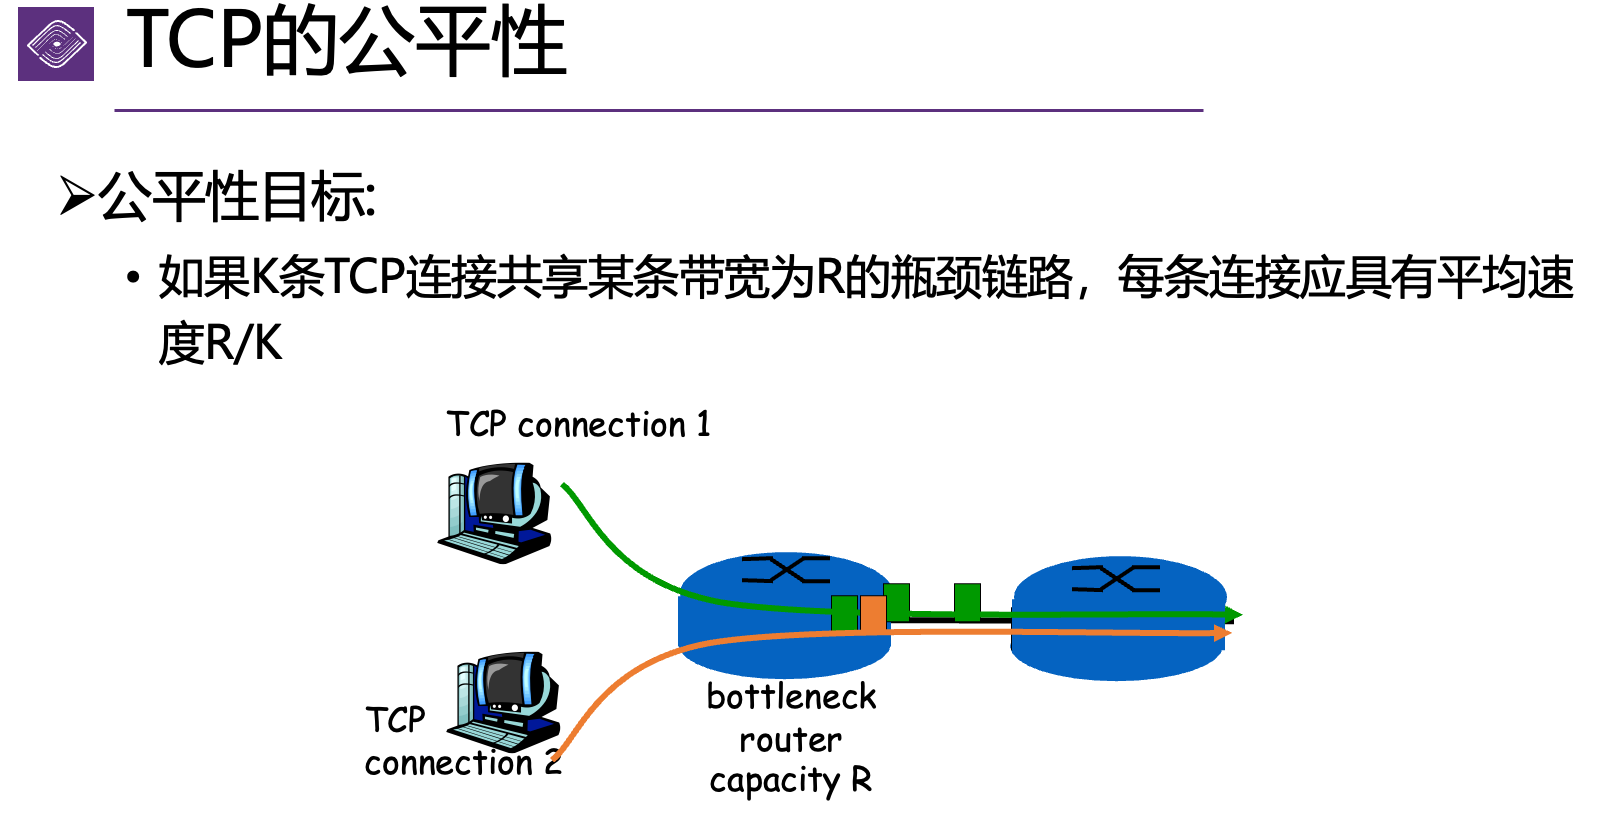 TCP的公平性
➢公平性目标:
• 如果K条TCP连接共享某条带宽为R的瓶颈链路，每条连接应具有平均速
度R/K
TCP connection 1
TCP
connection 2
bottleneck
router
capacity R